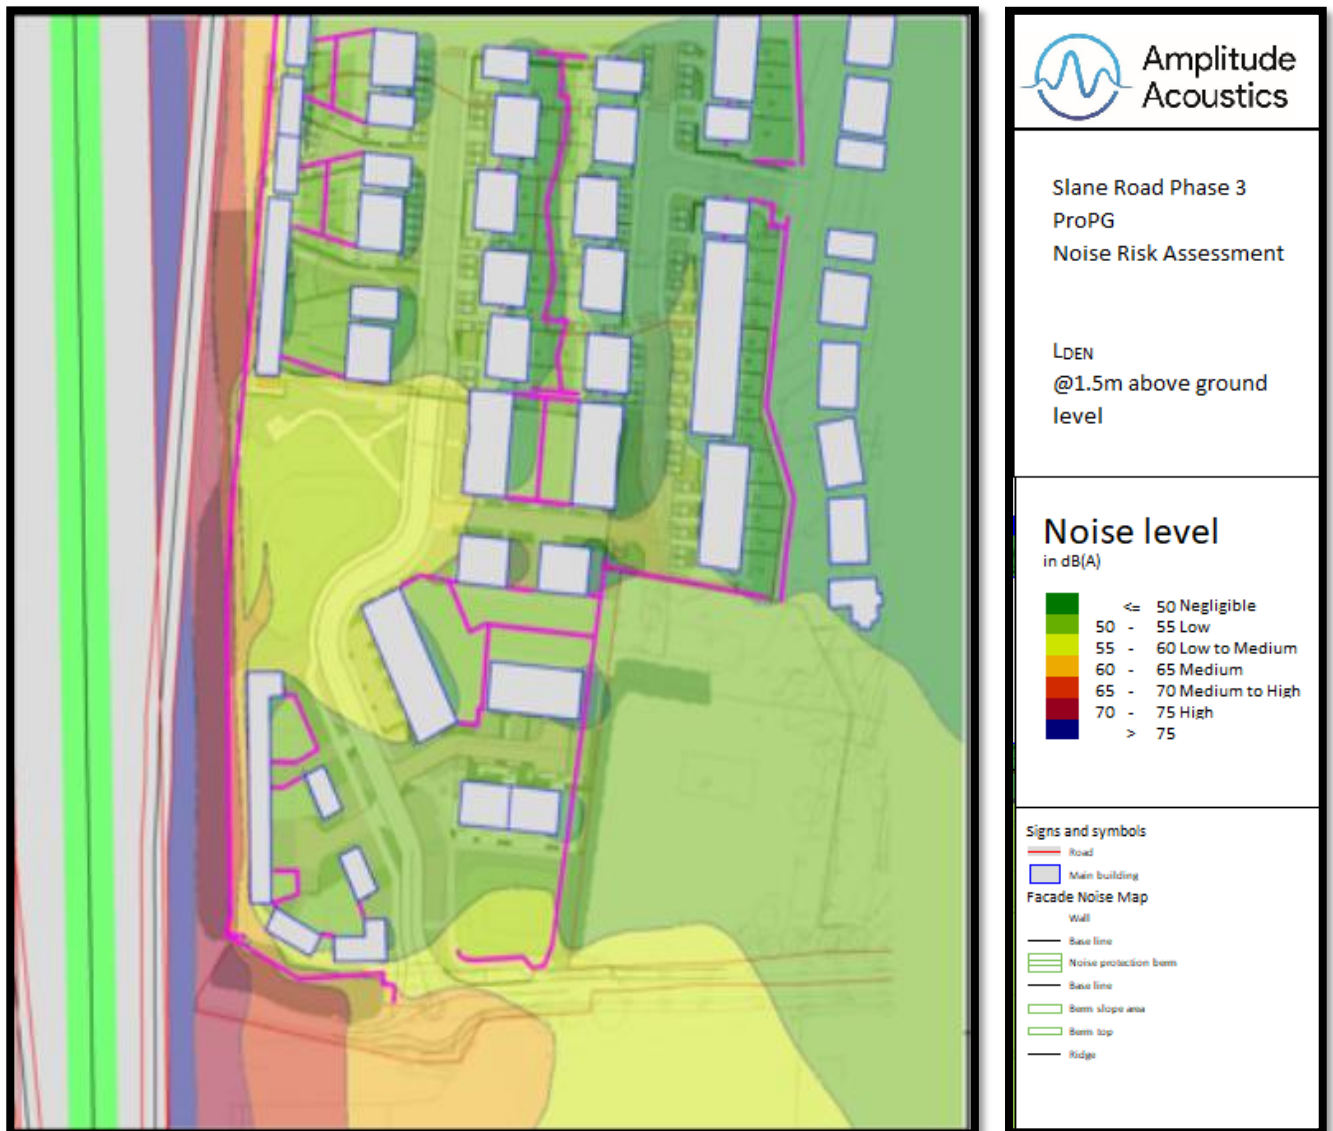 Amplitude
Acoustics
Slane Road Phase 3
ProPG
Noise Risk Assessment
LDEN
@1.5m above ground
level
Noise level
in dB(A)
<= 50 Negligible
50 - 55 Low
55 - 60 Low to Medium
60 - 65 Medium
65 - 70 Medium to High
70 - 75 High
> 75
Signs and symbols
Road
Main building
Facade Noise Map
Wall
Base line
Noise protection berm
Base line
Berm slope area
Berm top
Ridge